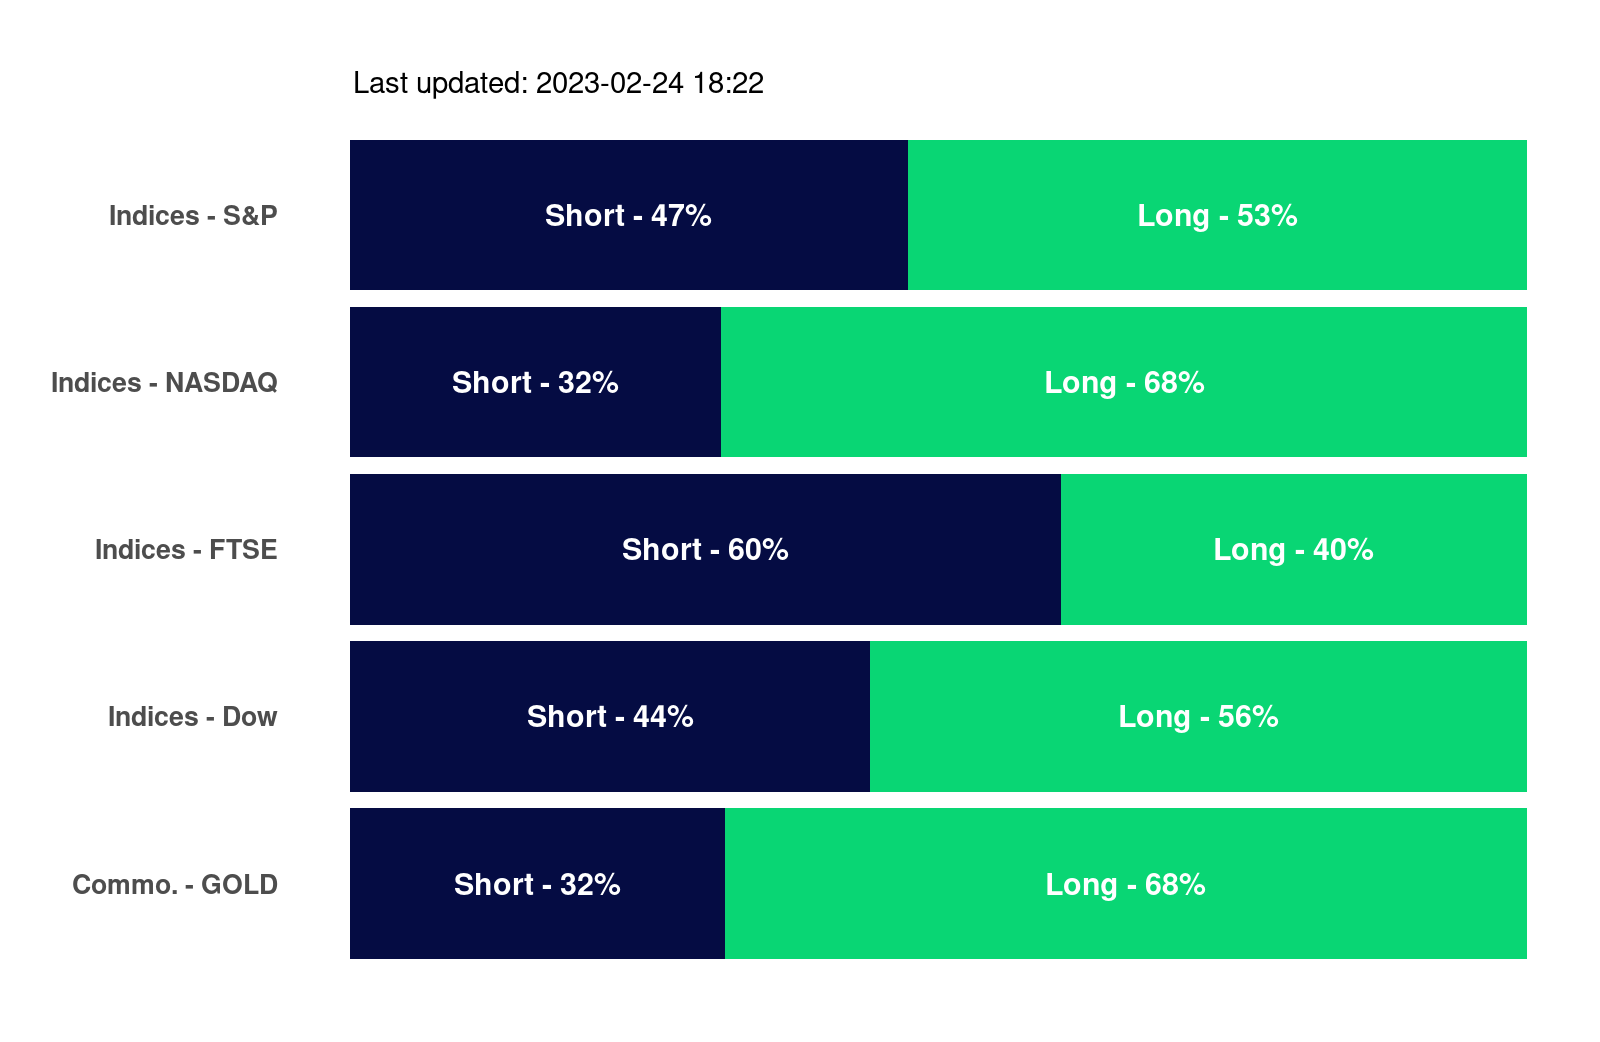 Last updated: 2023-02-24 18:22
Indices - S&P Short - 47% Long - 53%
Indices - NASDAQ Short - 32% Long - 68%
Indices - FTSE Short - 60% Long - 40%
Indices - Dow Short - 44% Long - 56%
Commo. - GOLD Short - 32% Long - 68%